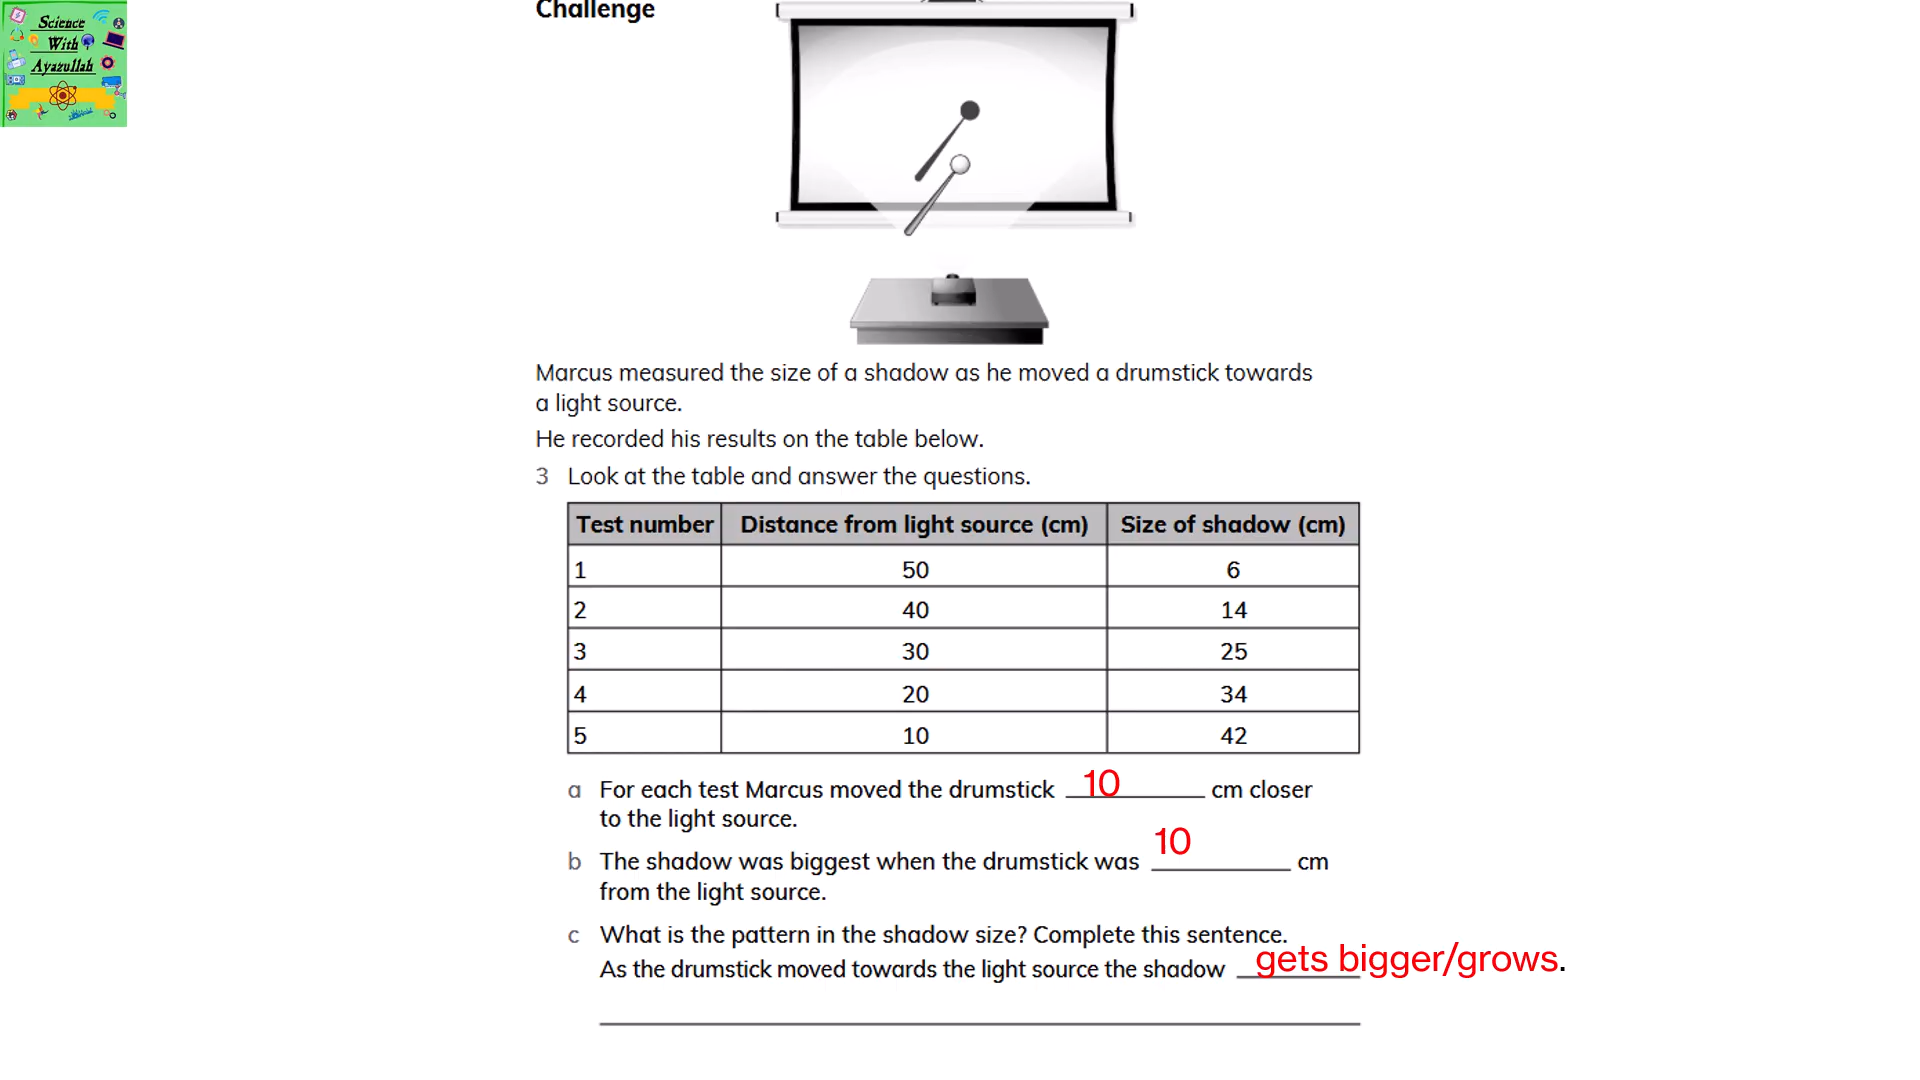 Science
With
Ayazullah
Challenge
Marcus measured the size of a shadow as he moved a drumstick towards
a light source.
He recorded his results on the table below.
3 Look at the table and answer the questions.
Test number Distance from light source (cm) Size of shadow (cm)
1 50 6
2 40 14
3 30 25
4 20 34
5 10 42
a For each test Marcus moved the drumstick 10 cm closer
to the light source.
b The shadow was biggest when the drumstick was 10 cm
from the light source.
c What is the pattern in the shadow size? Complete this sentence.
As the drumstick moved towards the light source the shadow gets bigger/grows.